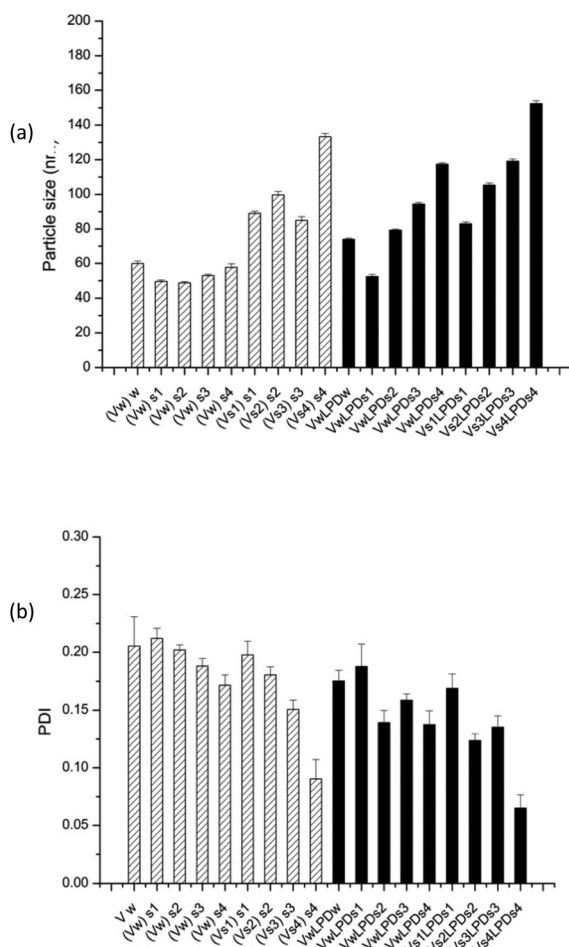 (a)
Particle size (nr..,
200
180
160
140
120
100
80
60
40
20
0
(Vw) w
(Vw) s1
(Vw) s2
(Vw) s3
(Vw) s4
(Vs1) s1
(Vs2) s2
(Vs3) s3
(Vs4) s4
VwLPDw
VwLPDs1
VwLPDs2
VwLPDs3
VwLPDs4
Vs1LPDs1
Vs2LPDs2
Vs3LPDs3
Vs4LPDs4
(b)
PDI
0.30
0.25
0.20
0.15
0.10
0.05
0.00
V w
(Vw) s1
(Vw) s2
(Vw) s3
(Vw) s4
(Vs1) s1
(Vs2) s2
(Vs3) s3
(Vs4) s4
VwLPDw
VwLPDs1
VwLPDs2
VwLPDs3
VwLPDs4
Vs1LPDs1
Vs2LPDs2
Vs3LPDs3
Vs4LPDs4